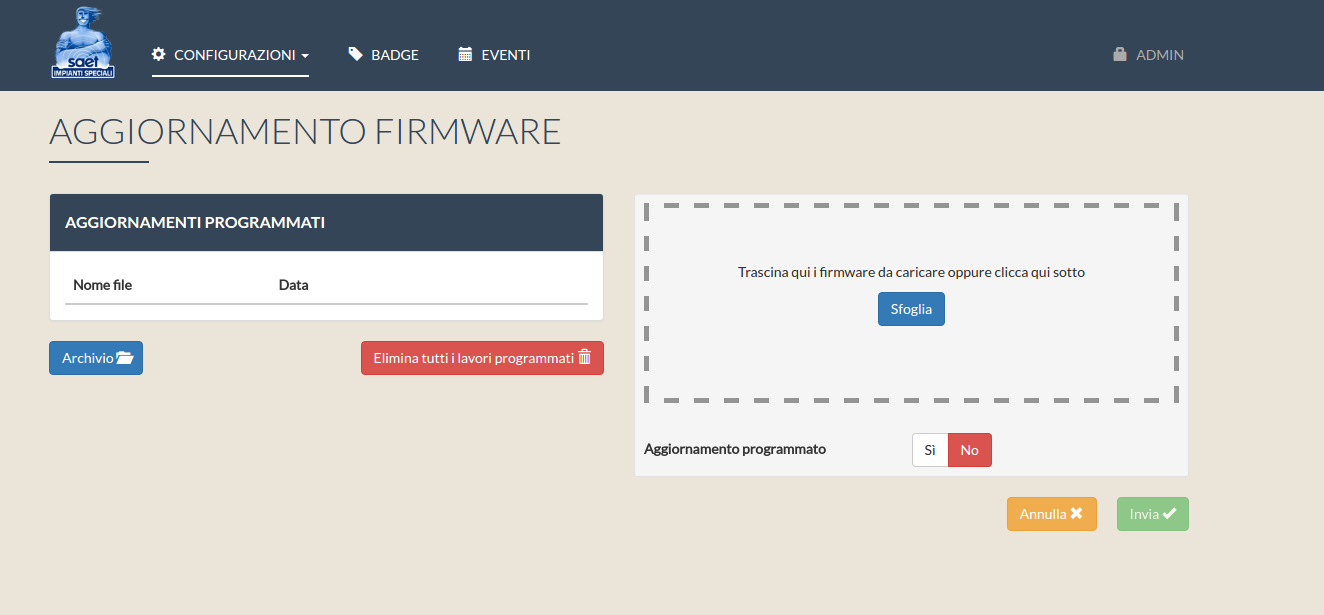 saet
IMPIANTI SPECIALI
CONFIGURAZIONI
BADGE
EVENTI
ADMIN
AGGIORNAMENTO FIRMWARE
AGGIORNAMENTI PROGRAMMATI
Nome file Data
Archivio
Elimina tutti i lavori programmati
Trascina qui i firmware da caricare oppure clicca qui sotto
Sfoglia
Aggiornamento programmato
Sì No
Annulla
Invia